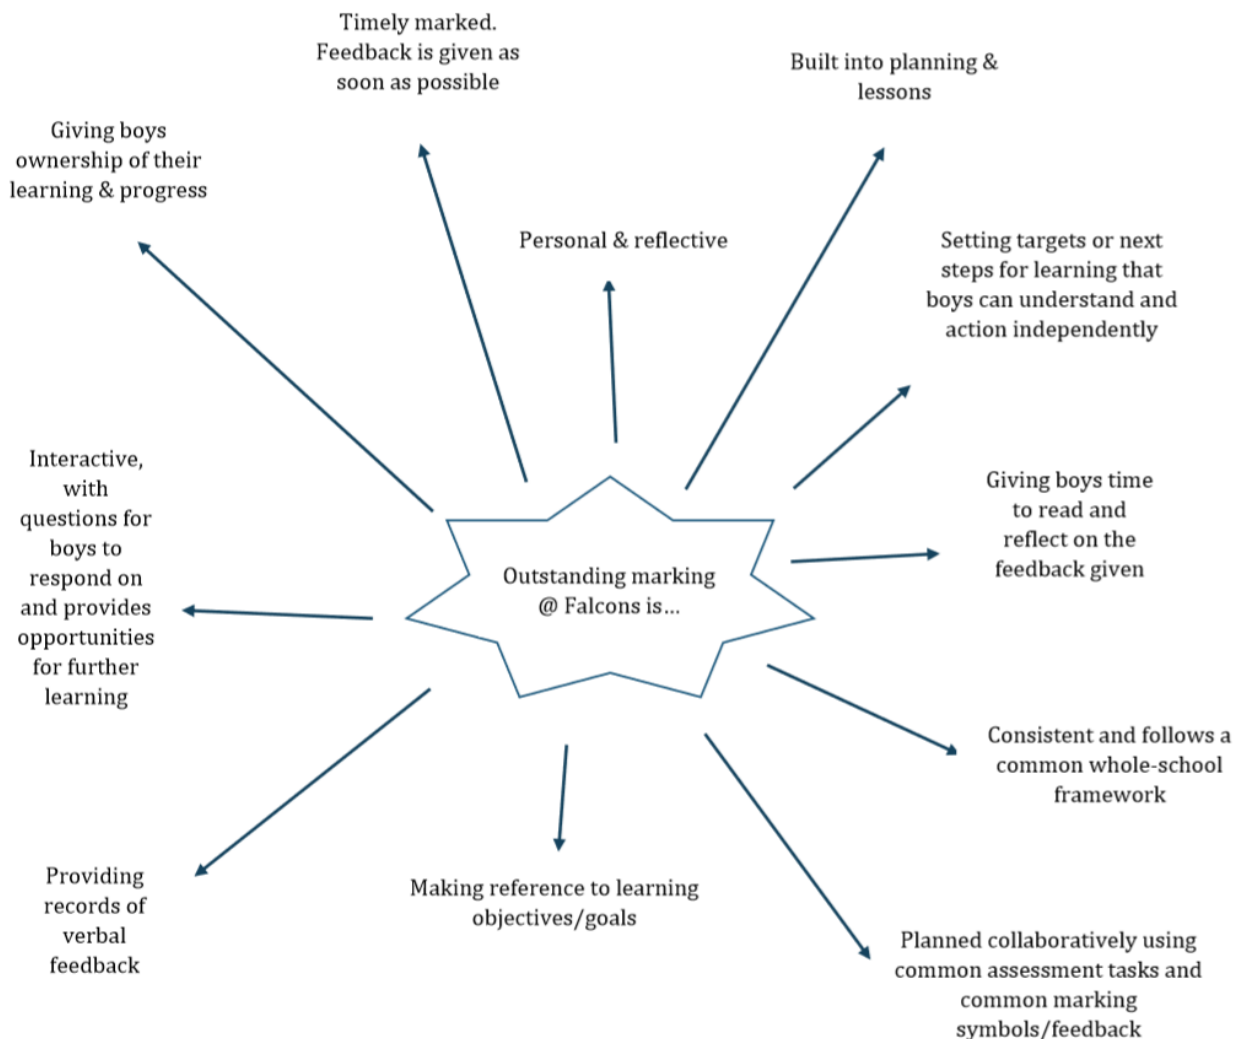 Timely marked.
Feedback is given as
soon as possible
Built into planning &
lessons
Giving boys
ownership of their
learning & progress
Personal & reflective
Setting targets or next
steps for learning that
boys can understand and
action independently
Interactive,
with
questions for
boys to
respond on
and provides
opportunities
for further
learning
Giving boys time
to read and
reflect on the
feedback given
Outstanding marking
@ Falcons is…
Consistent and follows a
common whole-school
framework
Providing
records of
verbal
feedback
Making reference to learning
objectives/goals
Planned collaboratively using
common assessment tasks and
common marking
symbols/feedback